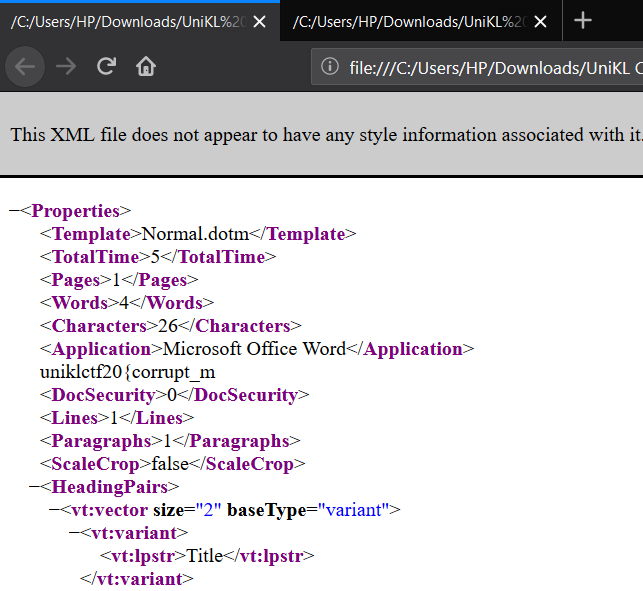 /C:/Users/HP/Downloads/UniKL%20 /C:/Users/HP/Downloads/UniKL%20
file:///C:/Users/HP/Downloads/UniKL C
This XML file does not appear to have any style information associated with it.
−<Properties>
<Template>Normal.dotm</Template>
<TotalTime>5</TotalTime>
<Pages>1</Pages>
<Words>4</Words>
<Characters>26</Characters>
<Application>Microsoft Office Word</Application>
uniklctf20{corrupt_m
<DocSecurity>0</DocSecurity>
<Lines>1</Lines>
<Paragraphs>1</Paragraphs>
<ScaleCrop>false</ScaleCrop>
−<HeadingPairs>
−<vt:vector size="2" baseType="variant">
−<vt:variant>
<vt:lpstr>Title</vt:lpstr>
</vt:variant>